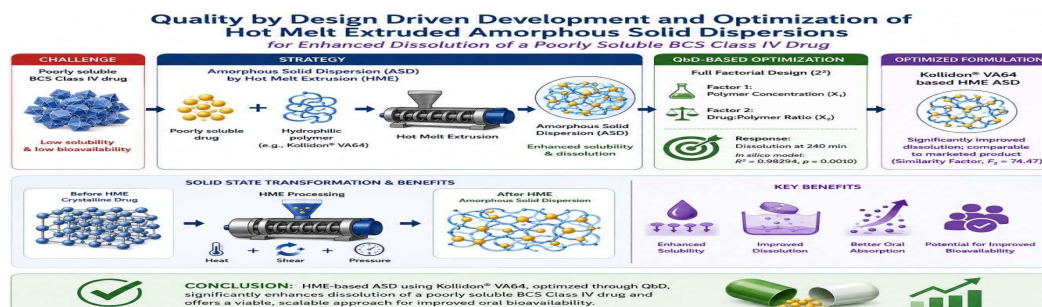 Quality by Design Driven Development and Optimization of
Hot Melt Extruded Amorphous Solid Dispersions
for Enhanced Dissolution of a Poorly Soluble BCS Class IV Drug
CHALLENGE
Poorly soluble
BCS Class IV drug
Low solubility
& low bioavailability
STRATEGY
Amorphous Solid Dispersion (ASD)
by Hot Melt Extrusion (HME)
Poorly soluble
drug
+
Hydrophilic
polymer
(e.g., Kollidon® VA64)
Hot Melt Extrusion
Amorphous Solid
Dispersion (ASD)
Enhanced solubility
& dissolution
QbD-BASED OPTIMIZATION
Full Factorial Design (2³)
Factor 1:
Polymer Concentration (X₁)
Factor 2:
Drug:Polymer Ratio (X₂)
Response:
Dissolution at 240 min
In silico model:
R² = 0.98294, p = 0.0010)
OPTIMIZED FORMULATION
Kollidon® VA64
based HME ASD
Significantly improved
dissolution; comparable
to marketed product
(Similarity Factor, F₂ = 74.47)
SOLID STATE TRANSFORMATION & BENEFITS
Before HME
Crystalline Drug
HME Processing
Heat
+
Shear
+
Pressure
After HME
Amorphous Solid Dispersion
KEY BENEFITS
Enhanced
Solubility
Improved
Dissolution
Better Oral
Absorption
Potential for Improved
Bioavailability
CONCLUSION: HME-based ASD using Kollidon® VA64, optimzed through QbD,
significantly enhances dissolution of a poorly soluble BCS Class IV drug and
offers a viable, scalable approach for improved oral bioavailability.